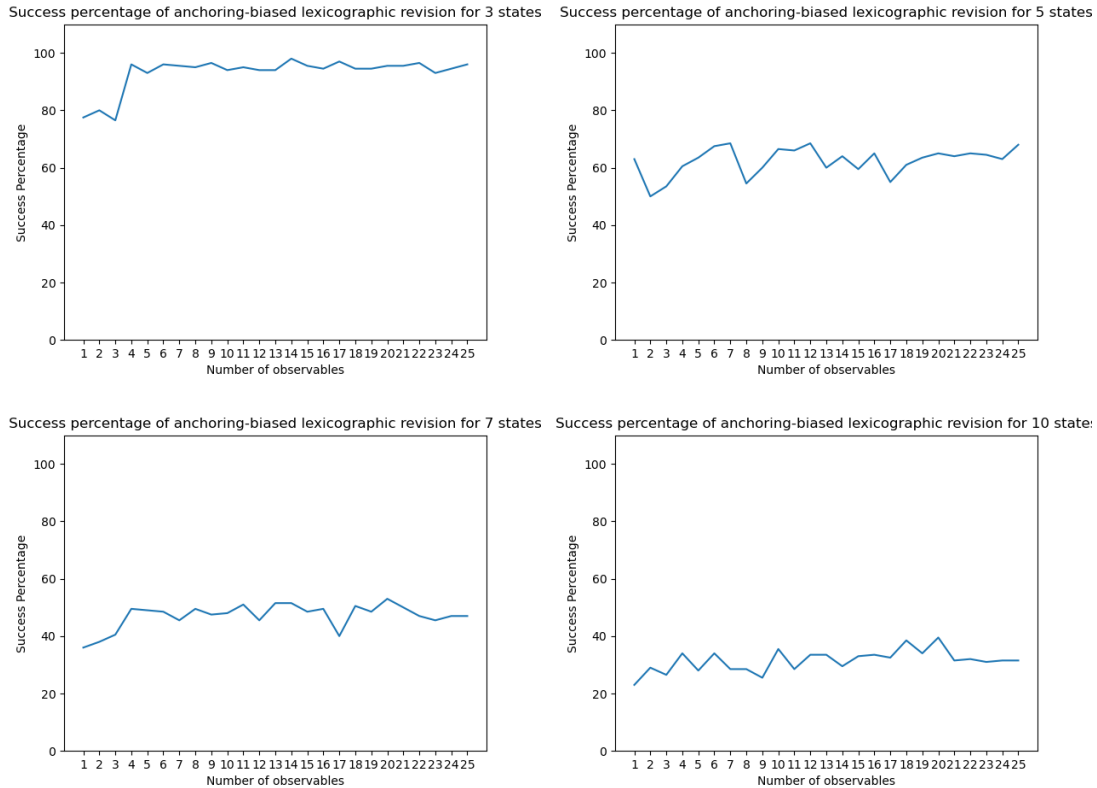 Success percentage of anchoring-biased lexicographic revision for 3 states
100
80
60
40
20
0
Success Percentage
1 2 3 4 5 6 7 8 9 10 11 12 13 14 15 16 17 18 19 20 21 22 23 24 25
Number of observables
Success percentage of anchoring-biased lexicographic revision for 5 states
100
80
60
40
20
0
Success Percentage
1 2 3 4 5 6 7 8 9 10 11 12 13 14 15 16 17 18 19 20 21 22 23 24 25
Number of observables
Success percentage of anchoring-biased lexicographic revision for 7 states
100
80
60
40
20
0
Success Percentage
1 2 3 4 5 6 7 8 9 10 11 12 13 14 15 16 17 18 19 20 21 22 23 24 25
Number of observables
Success percentage of anchoring-biased lexicographic revision for 10 states
100
80
60
40
20
0
Success Percentage
1 2 3 4 5 6 7 8 9 10 11 12 13 14 15 16 17 18 19 20 21 22 23 24 25
Number of observables